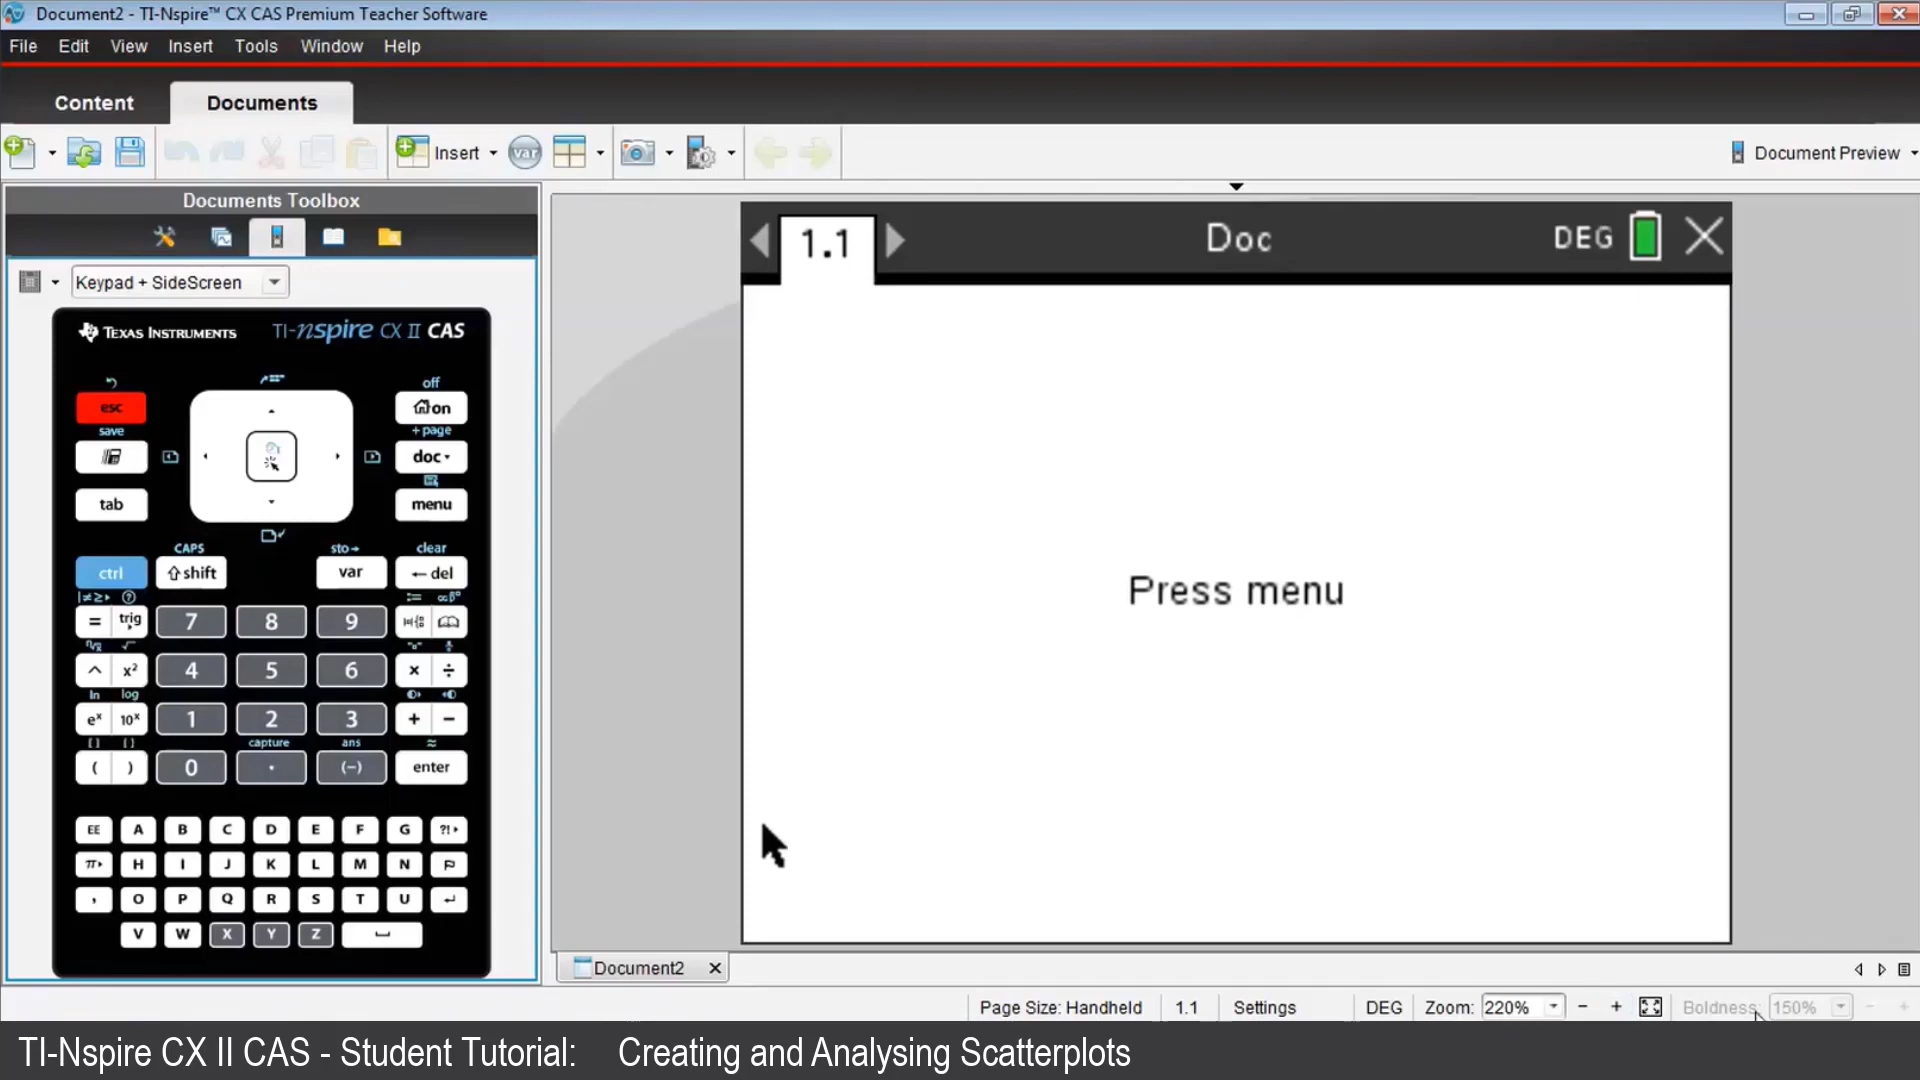 Document2 - TI-Nspire™ CX CAS Premium Teacher Software
File Edit View Insert Tools Window Help
Content Documents
Insert var Document Preview
Documents Toolbox
Keypad + SideScreen
1.1 Doc DEG
TEXAS INSTRUMENTS TI-nspire CX II CAS
off
esc on
save + page
doc
tab menu
CAPS sto→ clear
ctrl shift var ←del
= trig 7 8 9
^ x² 4 5 6 × ÷
ln log
eˣ 10ˣ 1 2 3 + −
[ ] { } capture ans ≈
( ) 0 . (−) enter
EE A B C D E F G ?!
π H I J K L M N
, O P Q R S T U
V W X Y Z
Press menu
Document2
Page Size: Handheld 1.1 Settings DEG Zoom: 220% − + Boldness: 150% − +
TI-Nspire CX II CAS - Student Tutorial: Creating and Analysing Scatterplots